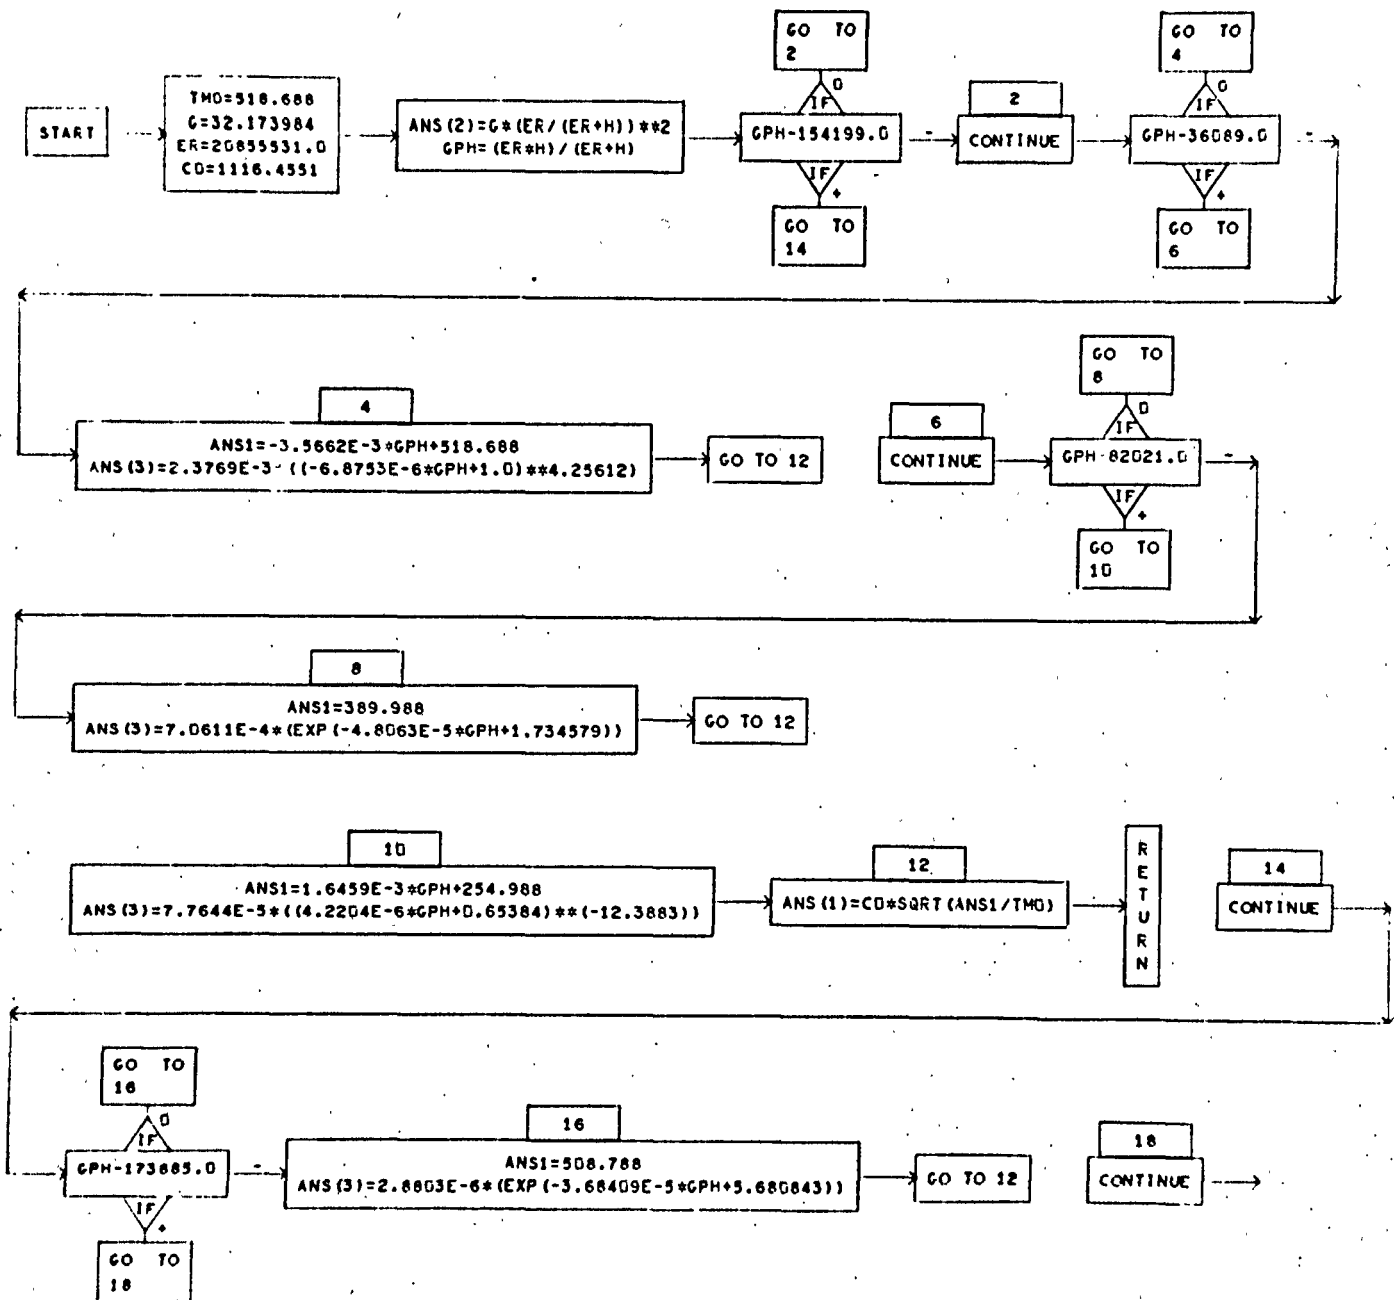 GO TO
2
GO TO
4
0
IF
0
IF
START
TMO=518.688
G=32.173984
ER=20855531.0
CO=1116.4551
ANS(2)=G*(ER/(ER+H))**2
GPH=(ER*H)/(ER+H)
GPH-154199.0
-
2
CONTINUE
GPH-36089.0
-
IF
+
IF
+
GO TO
14
GO TO
6
GO TO
8
0
IF
4
ANS1=-3.5662E-3*GPH+518.688
ANS(3)=2.3769E-3 ((-6.8753E-6*GPH+1.0)**4.25612)
GO TO 12
6
CONTINUE
GPH-82021.0
-
IF
+
GO TO
10
8
ANS1=389.988
ANS(3)=7.0611E-4*(EXP(-4.8063E-5*GPH+1.734579))
GO TO 12
10
ANS1=1.6459E-3*GPH+254.988
ANS(3)=7.7644E-5*((4.2204E-6*GPH+0.65384)**(-12.3883))
12
ANS(1)=CO*SQRT(ANS1/TMO)
R
E
T
U
R
N
14
CONTINUE
GO TO
16
0
IF
GPH-173885.0
-
IF
+
GO TO
18
16
ANS1=508.788
ANS(3)=2.8803E-6*(EXP(-3.68409E-5*GPH+5.680843))
GO TO 12
18
CONTINUE